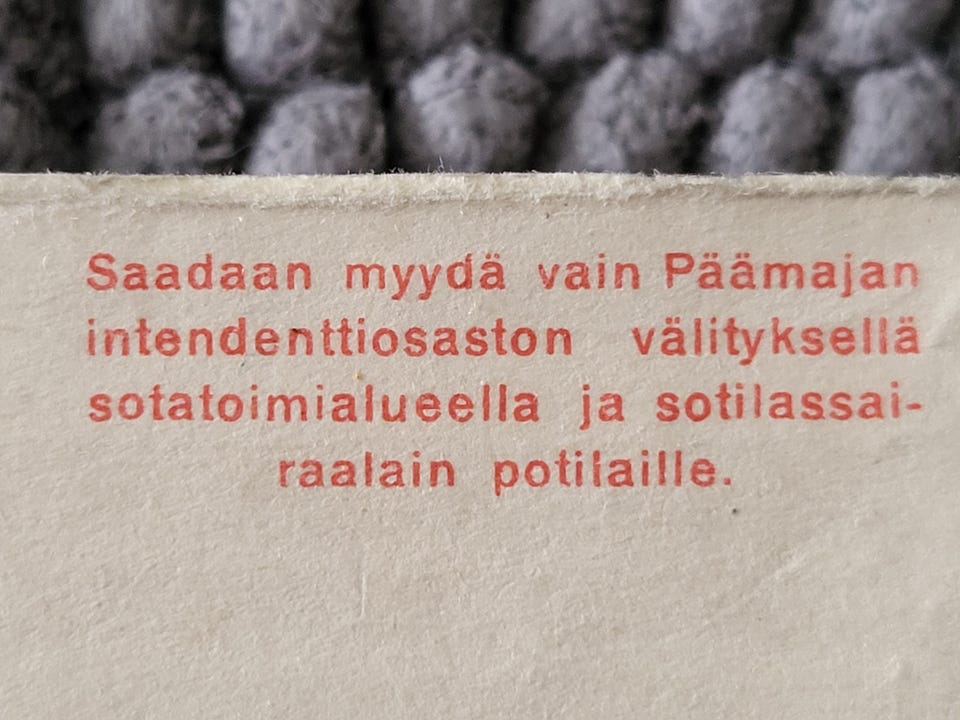 Saadaan myydä vain Päämajan
intendenttiosaston välityksellä
sotatoimialueella ja sotilassai-
raalain potilaille.